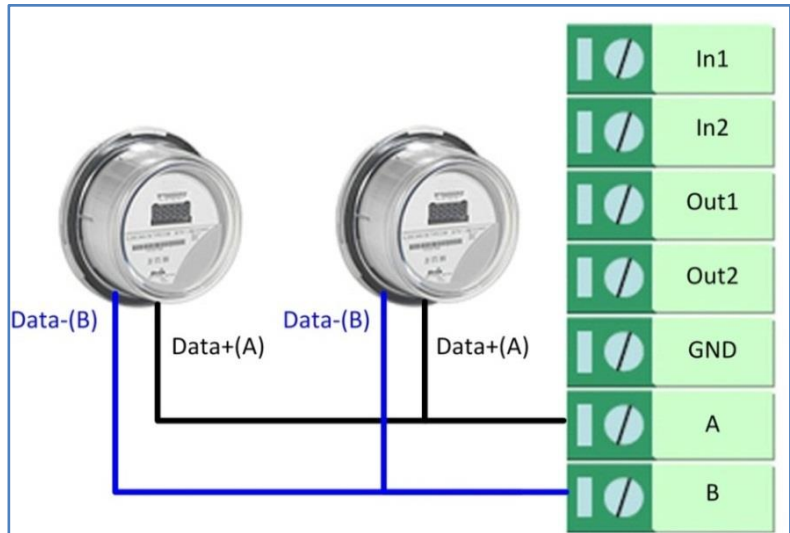 In1
In2
Out1
Out2
Data-(B)
Data+(A)
Data-(B)
Data+(A)
GND
A
B